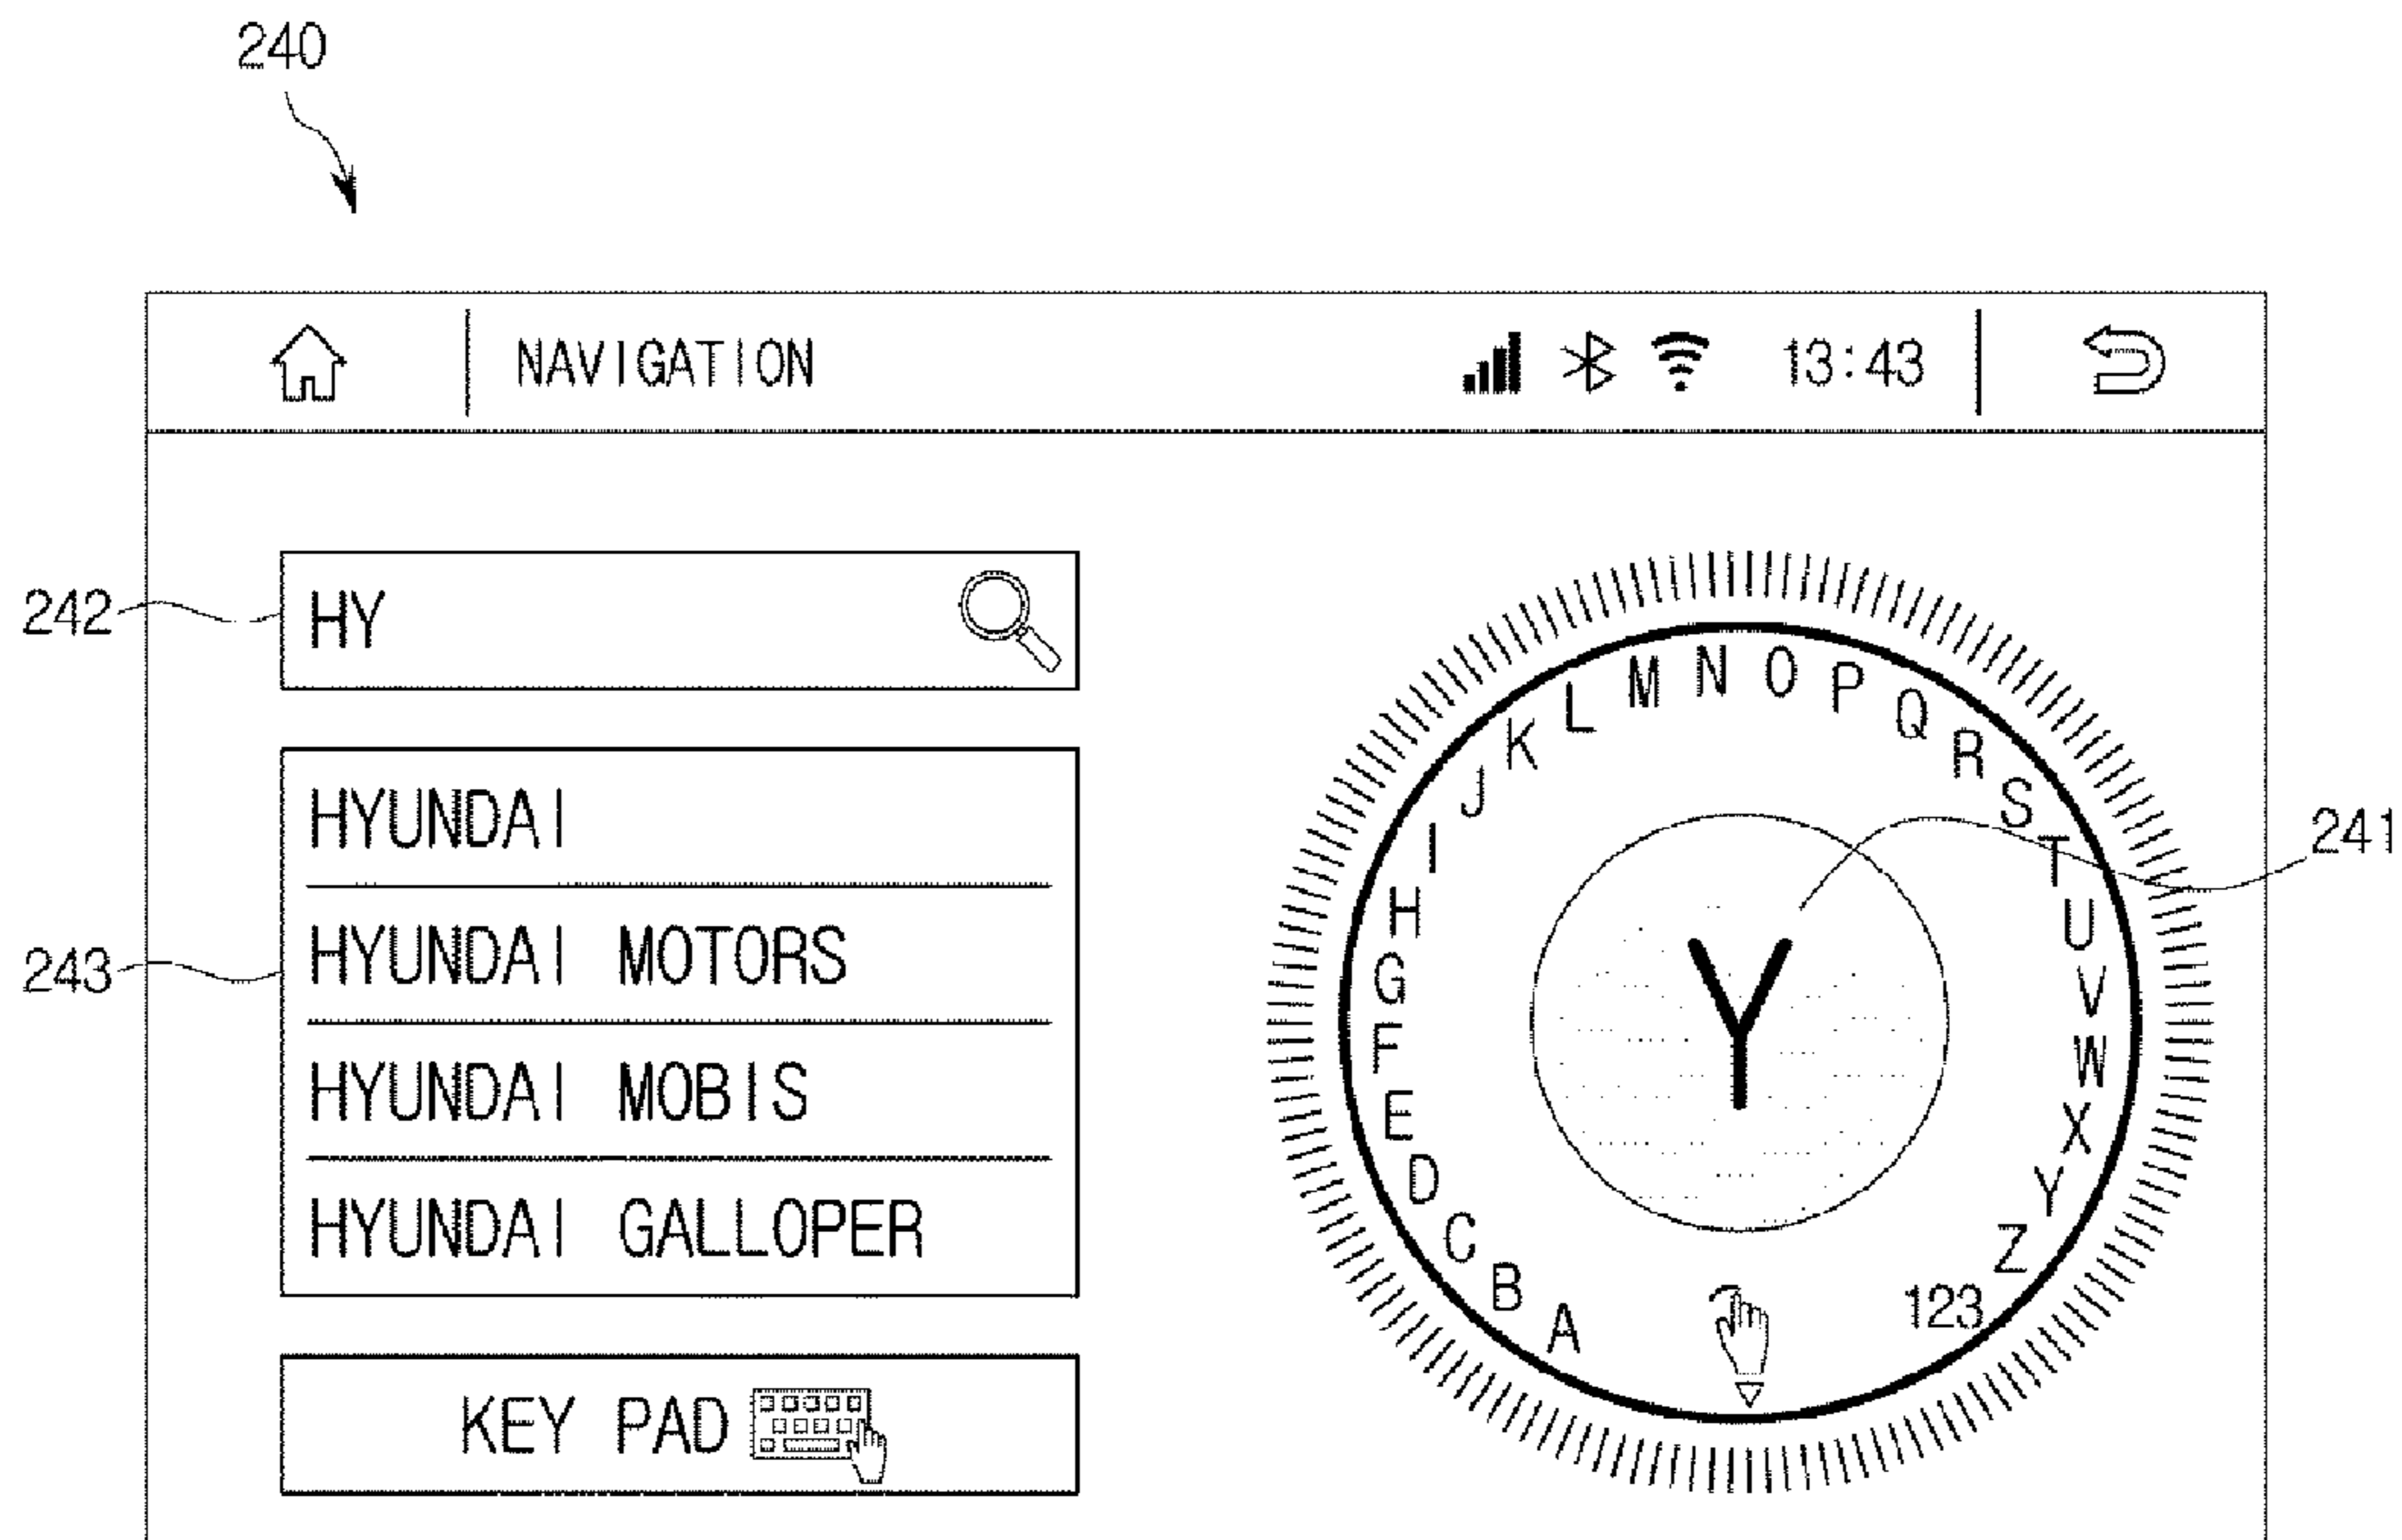 240
NAVIGATION 13:43
242 HY
HYUNDAI
243 HYUNDAI MOTORS
HYUNDAI MOBIS
HYUNDAI GALLOPER
KEY PAD
A B C D E F G H I J K L M N O P Q R S T U V W X Y Z 123
Y
241